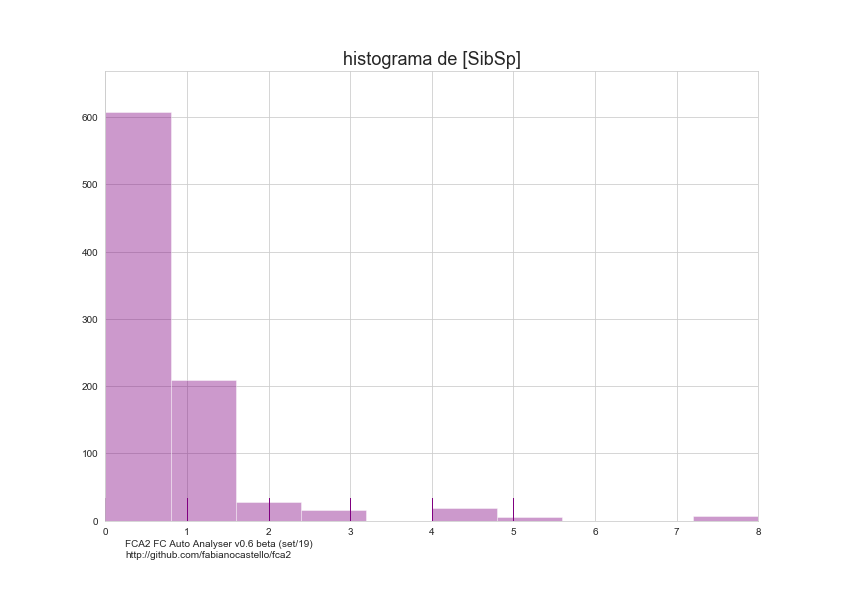 histograma de [SibSp]
600
500
400
300
200
100
0
0 1 2 3 4 5 6 7 8
FCA2 FC Auto Analyser v0.6 beta (set/19)
http://github.com/fabianocastello/fca2